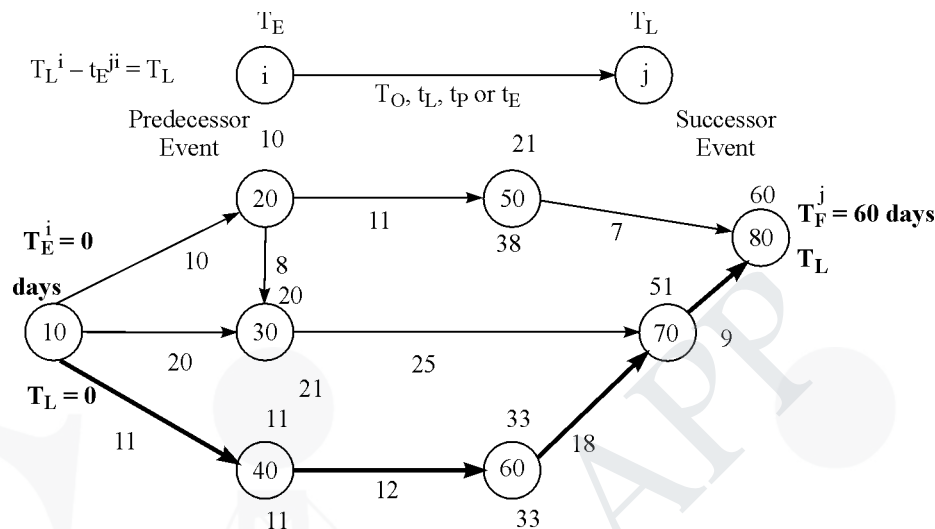 T_E
T_L
T_L^i – t_E^ji = T_L
i
j
T_O, t_L, t_P or t_E
Predecessor
Event
Successor
Event
10
21
20
50
11
38
7
60
T_F^j = 60 days
80
T_L
T_E^i = 0
days
10
8
20
51
10
30
70
9
20
25
21
T_L = 0
11
11
33
18
40
12
60
11
33
APP